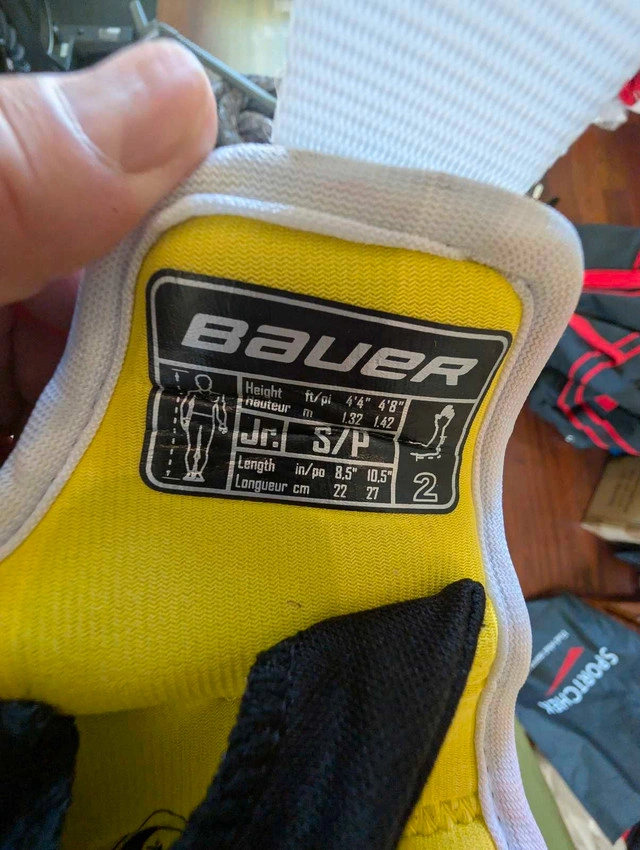 BAUER
Height ft/pi 4'4" 4'8"
Hauteur m 1.32 1.42
Jr. S/P
Length in/po 8.5" 10.5"
Longueur cm 22 27
2
SPORTCHEK